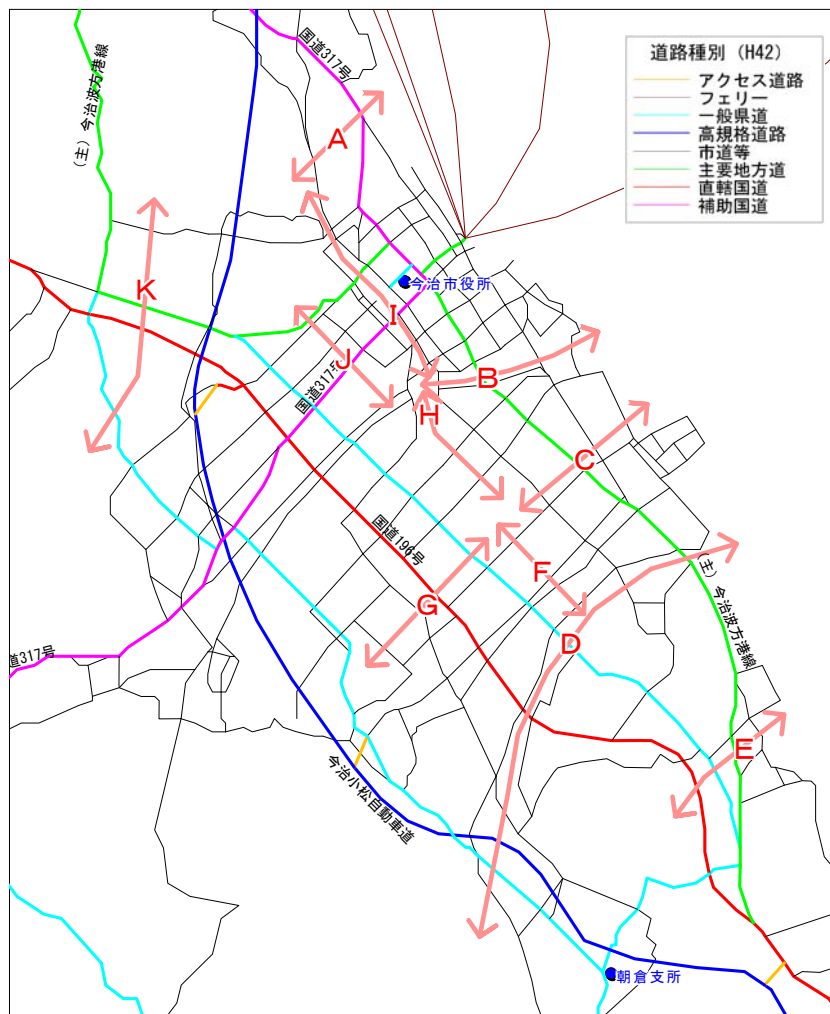 道路種別 (H42)
アクセス道路
フェリー
一般県道
高規格道路
市道等
主要地方道
直轄国道
補助国道
国道317号
(主) 今治波方港線
A
今治市役所
K
I
J
国道317号
B
H
C
国道196号
F
G
D
(主) 今治波方港線
国道317号
E
今治小松自動車道
朝倉支所